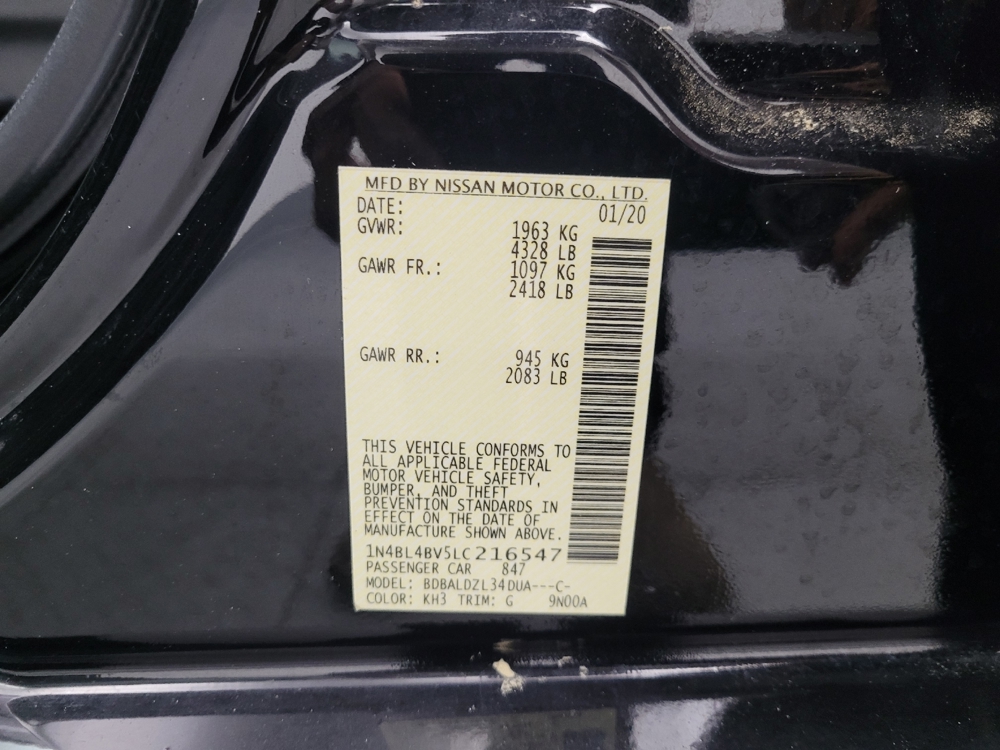 MFD BY NISSAN MOTOR CO., LTD.
DATE: 01/20
GVWR: 1963 KG
4328 LB
GAWR FR.: 1097 KG
2418 LB
GAWR RR.: 945 KG
2083 LB
THIS VEHICLE CONFORMS TO
ALL APPLICABLE FEDERAL
MOTOR VEHICLE SAFETY,
BUMPER, AND THEFT
PREVENTION STANDARDS IN
EFFECT ON THE DATE OF
MANUFACTURE SHOWN ABOVE.
1N4BL4BV5LC216547
PASSENGER CAR 847
MODEL: BDBALDZL34DUA---C-
COLOR: KH3 TRIM: G 9N00A